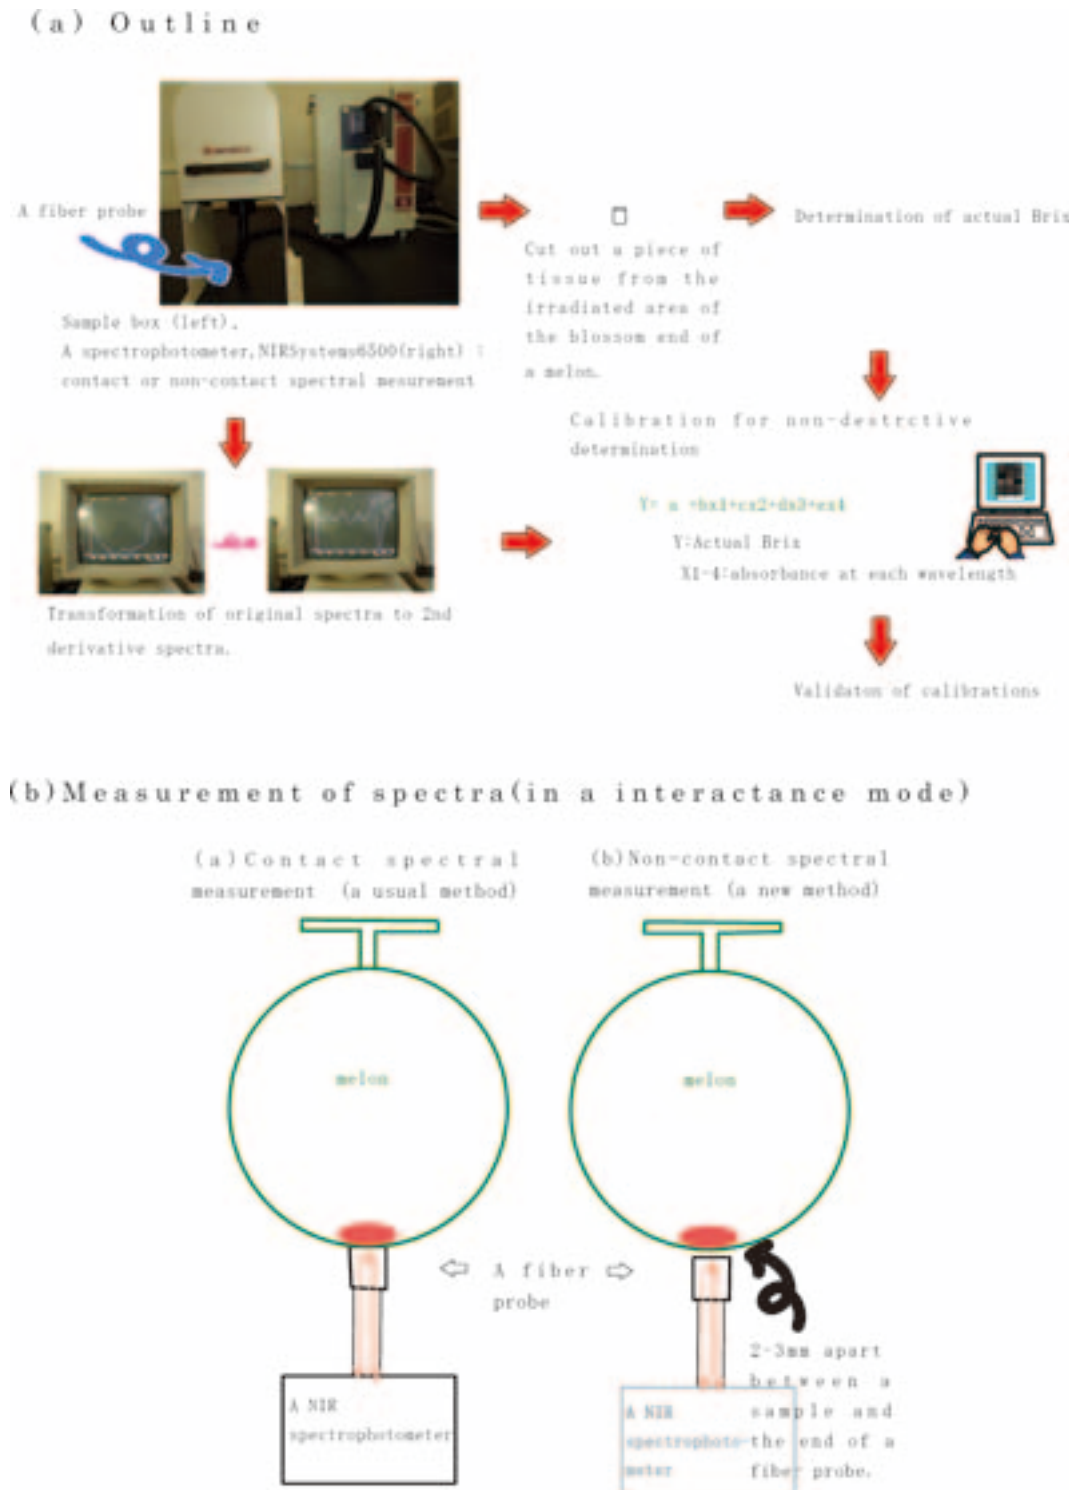 (a) Outline
A fiber probe
Sample box (left),
A spectrophotometer,NIRSystems6500(right) :
contact or non-contact spectral mesurement
Cut out a piece of
tissue from the
irradiated area of
the blossom end of
a melon.
Determination of actual Brix
Transformation of original spectra to 2nd
derivative spectra.
Calibration for non-destrctive
determination
Y= a +bx1+cx2+dx3+ex4
Y:Actual Brix
X1-4:absorbance at each wavelength
Validaton of calibrations
(b)Measurement of spectra(in a interactance mode)
(a)Contact spectral
measurement (a usual method)
(b)Non-contact spectral
measurement (a new method)
melon
melon
A fiber
probe
A NIR
spectrophotometer
A NIR
spectrophoto-
meter
2-3mm apart
between a
sample and
the end of a
fiber probe.